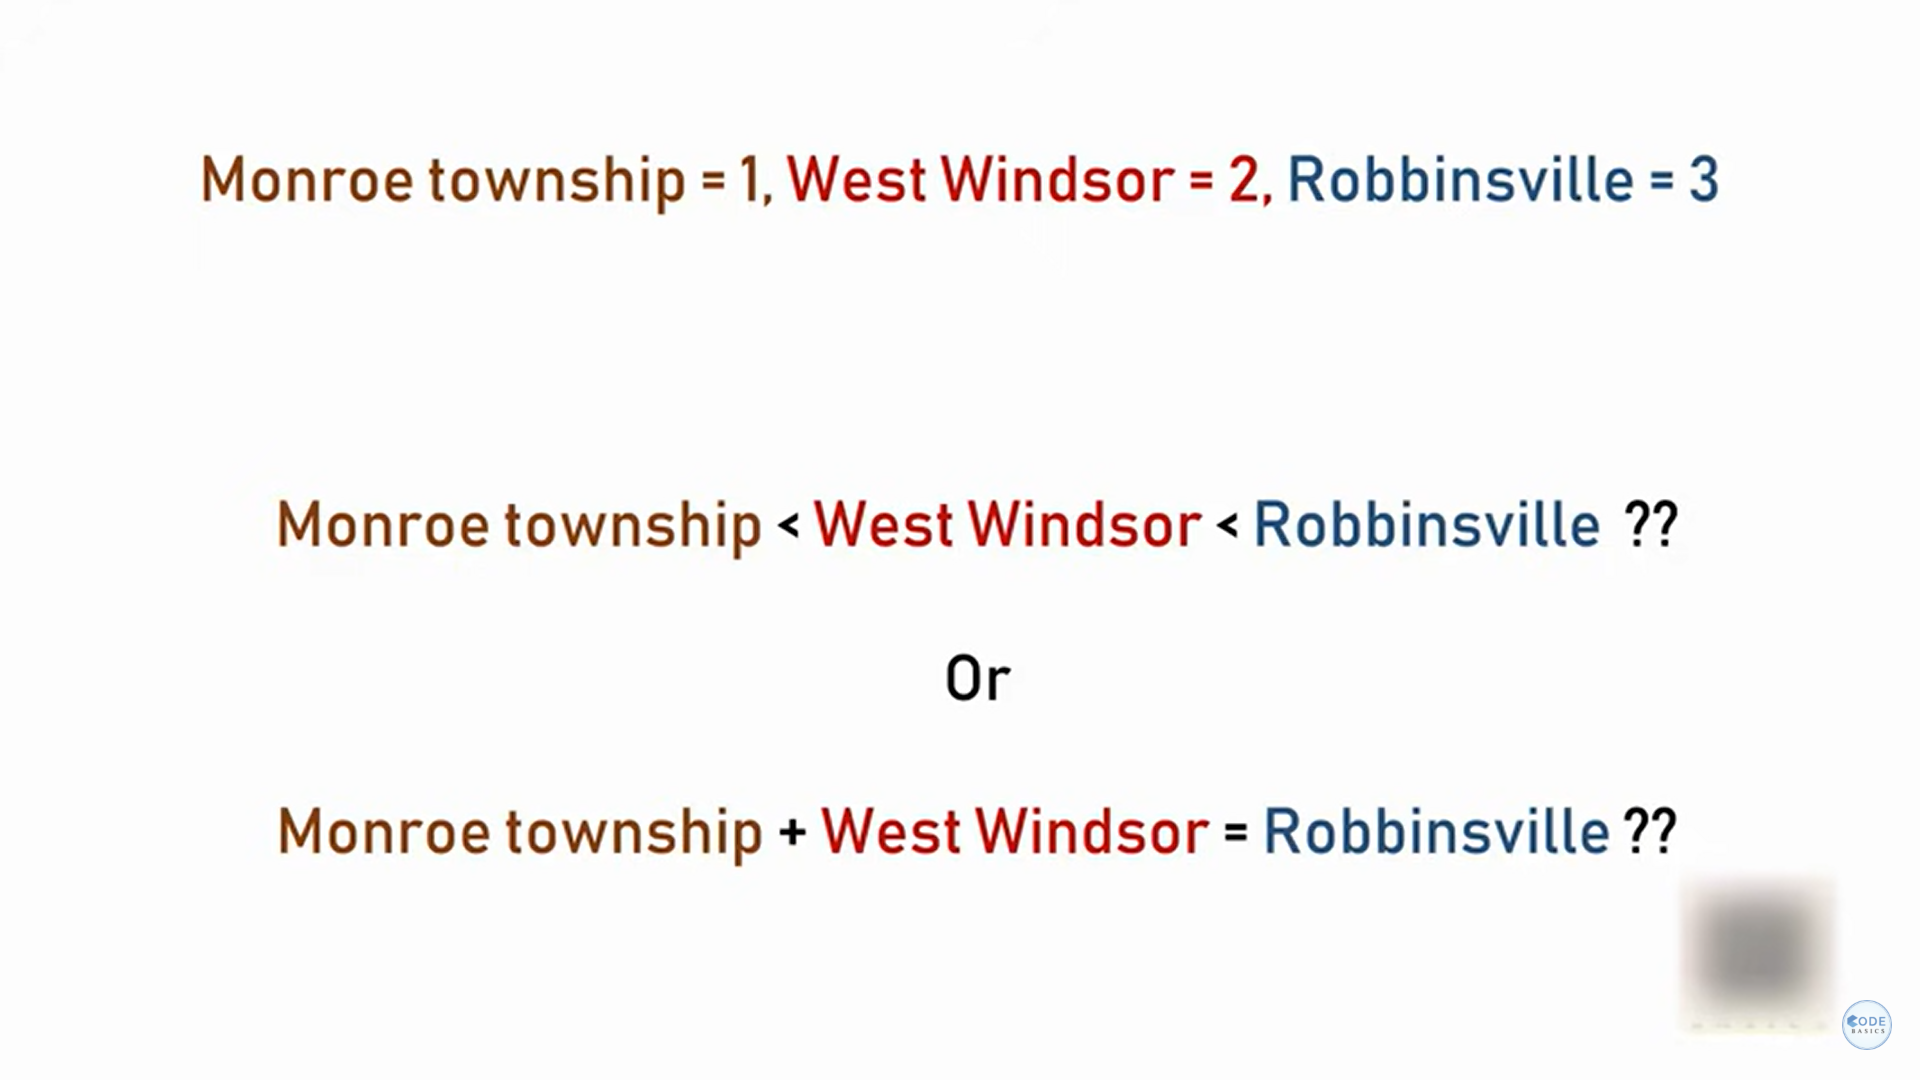 Monroe township = 1, West Windsor = 2, Robbinsville = 3
Monroe township < West Windsor < Robbinsville ??
Or
Monroe township + West Windsor = Robbinsville ??
CODE
BASICS